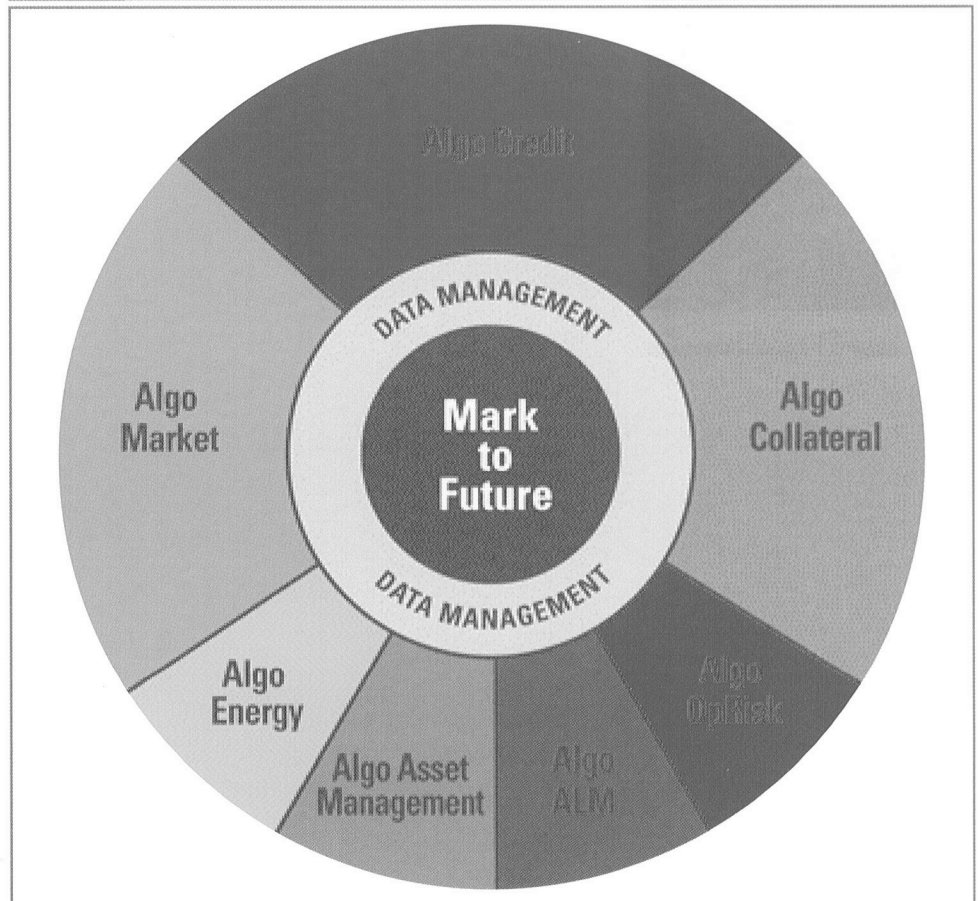 Algo Credit
DATA MANAGEMENT
Mark
to
Future
DATA MANAGEMENT
Algo
Market
Algo
Collateral
Algo
Energy
Algo Asset
Management
Algo
ALM
Algo
OpRisk